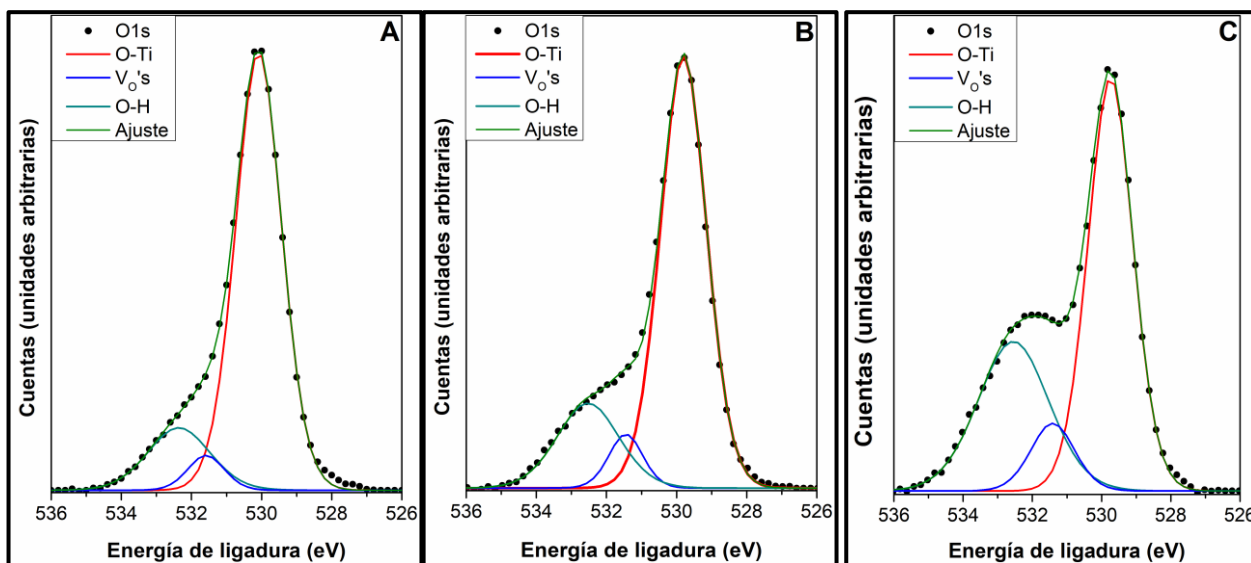 A
O1s
O-Ti
V_O's
O-H
Ajuste
Cuentas (unidades arbitrarias)
536 534 532 530 528 526
Energía de ligadura (eV)
B
O1s
O-Ti
V_O's
O-H
Ajuste
Cuentas (unidades arbitrarias)
536 534 532 530 528 526
Energía de ligadura (eV)
C
O1s
O-Ti
V_O's
O-H
Ajuste
Cuentas (unidades arbitrarias)
536 534 532 530 528 526
Energía de ligadura (eV)